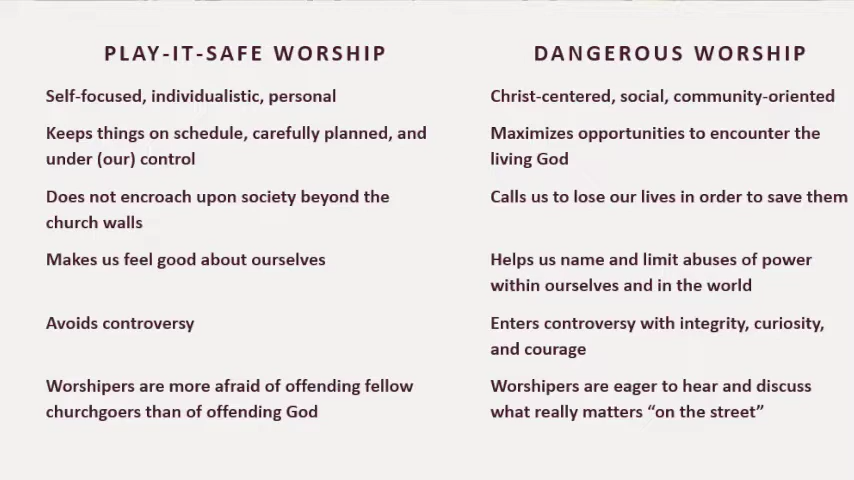 PLAY-IT-SAFE WORSHIP
Self-focused, individualistic, personal
Keeps things on schedule, carefully planned, and
under (our) control
Does not encroach upon society beyond the
church walls
Makes us feel good about ourselves
Avoids controversy
Worshipers are more afraid of offending fellow
churchgoers than of offending God
DANGEROUS WORSHIP
Christ-centered, social, community-oriented
Maximizes opportunities to encounter the
living God
Calls us to lose our lives in order to save them
Helps us name and limit abuses of power
within ourselves and in the world
Enters controversy with integrity, curiosity,
and courage
Worshipers are eager to hear and discuss
what really matters “on the street”